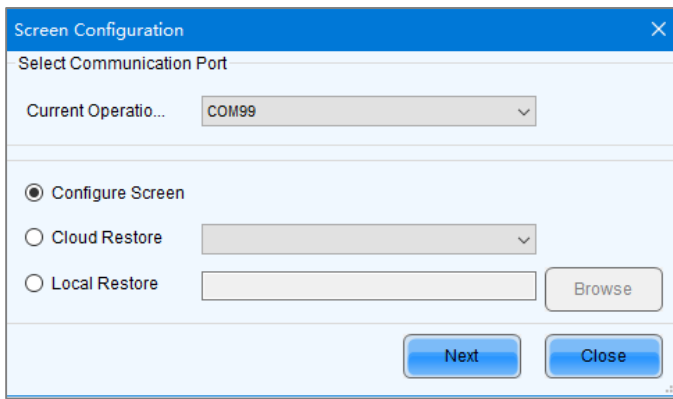 Screen Configuration
Select Communication Port
Current Operatio... COM99
Configure Screen
Cloud Restore
Local Restore Browse
Next Close